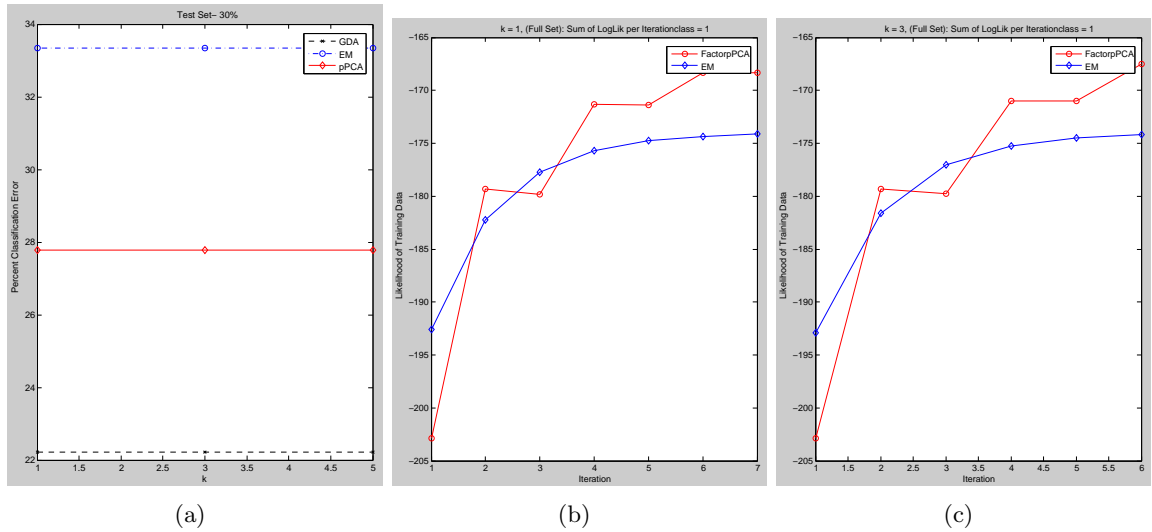 Test Set– 30%
34
32
30
28
26
24
22
Percent Classification Error
1 1.5 2 2.5 3 3.5 4 4.5 5
k
GDA
EM
pPCA
(a)
k = 1, (Full Set): Sum of LogLik per Iterationclass = 1
−165
−170
−175
−180
−185
−190
−195
−200
−205
Likelihood of Training Data
1 2 3 4 5 6 7
Iteration
FactorpPCA
EM
(b)
k = 3, (Full Set): Sum of LogLik per Iterationclass = 1
−165
−170
−175
−180
−185
−190
−195
−200
−205
Likelihood of Training Data
1 1.5 2 2.5 3 3.5 4 4.5 5 5.5 6
Iteration
FactorpPCA
EM
(c)